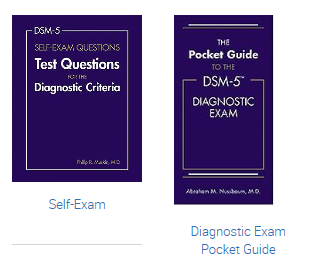 DSM-5
SELF-EXAM QUESTIONS
Test Questions
FOR THE
Diagnostic Criteria
Philip R. Muskin, M.D.
Self-Exam
THE
Pocket Guide
TO THE
DSM-5™
DIAGNOSTIC
EXAM
Abraham M. Nussbaum, M.D.
Diagnostic Exam
Pocket Guide